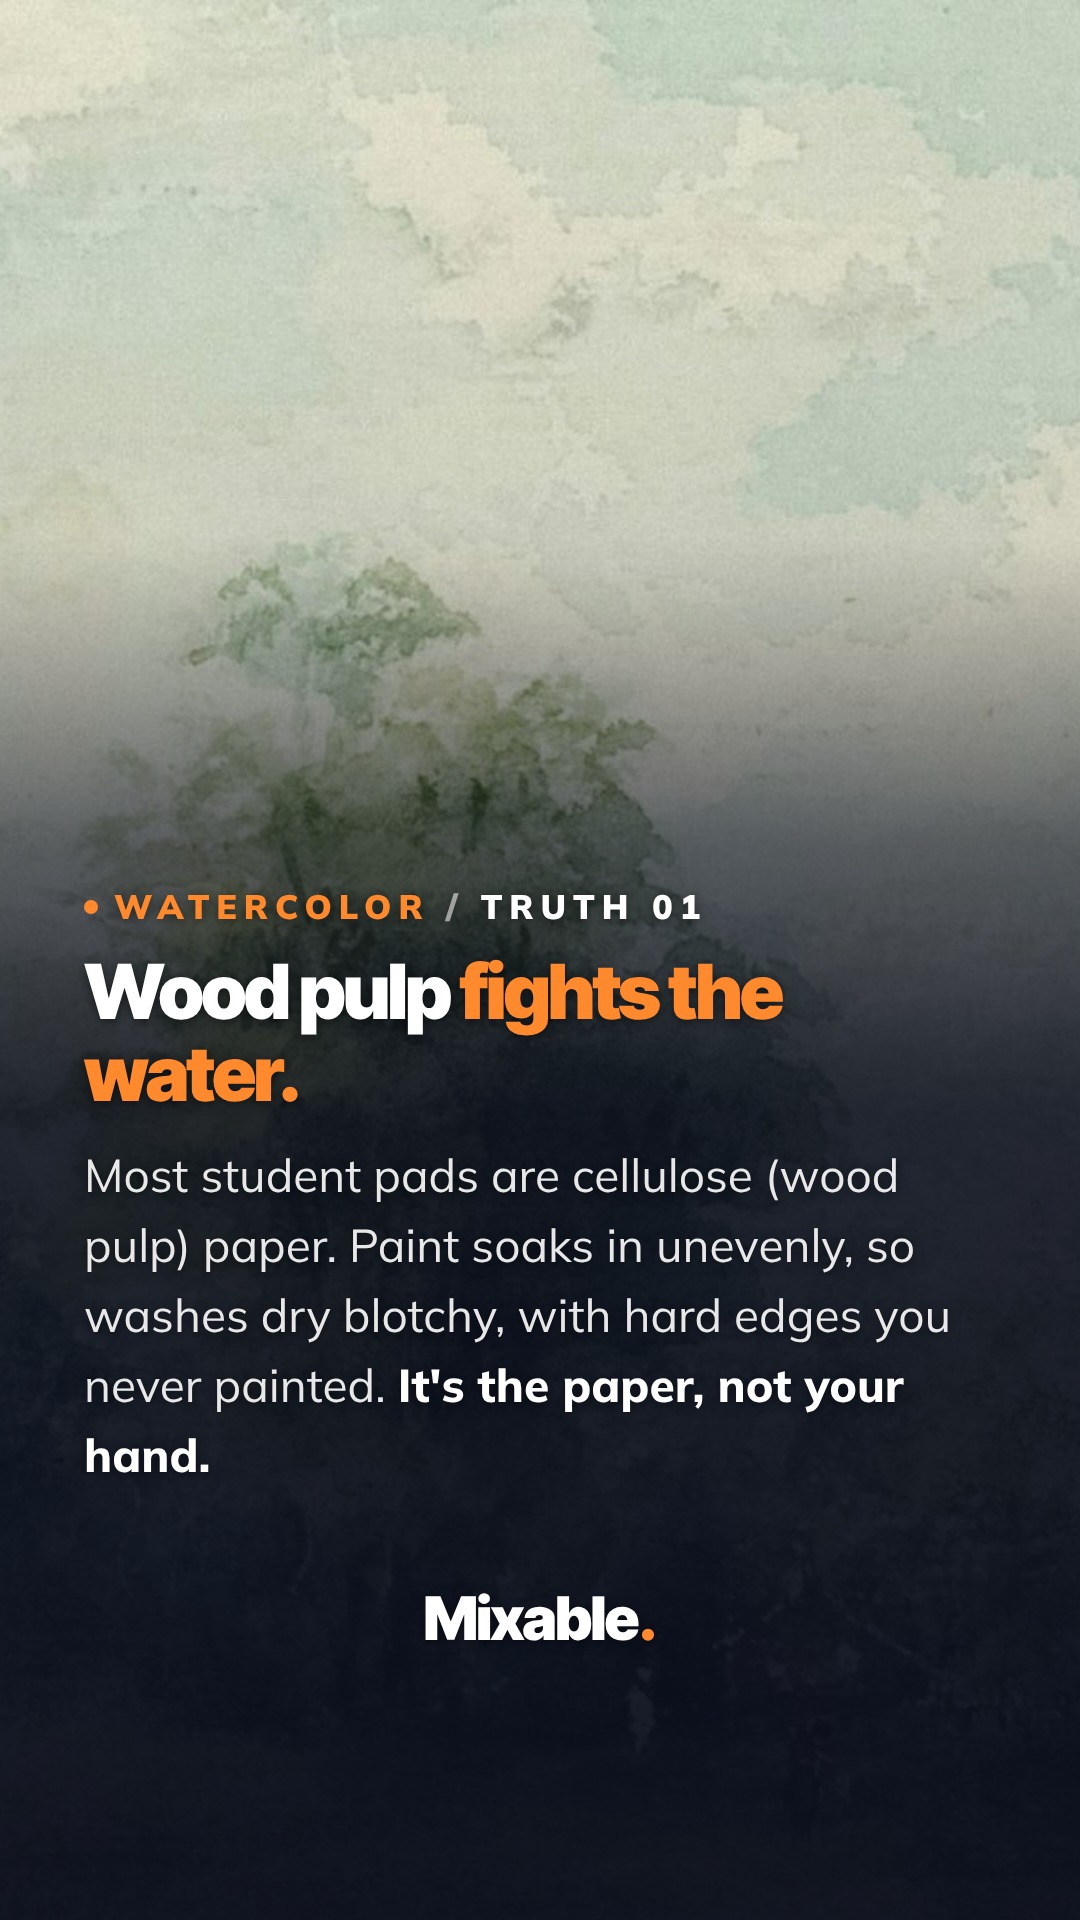 • WATERCOLOR / TRUTH 01
Wood pulp fights the
water.
Most student pads are cellulose (wood
pulp) paper. Paint soaks in unevenly, so
washes dry blotchy, with hard edges you
never painted. It's the paper, not your
hand.
Mixable.